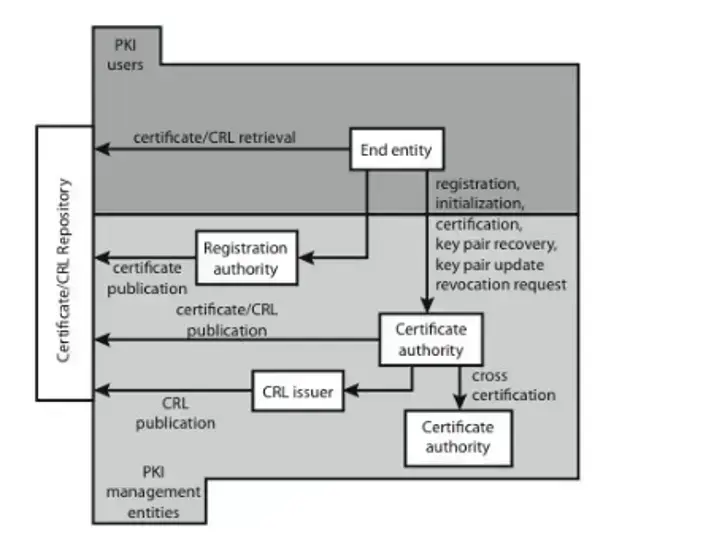 PKI
users
certificate/CRL retrieval
End entity
registration,
initialization,
certification,
key pair recovery,
key pair update
revocation request
Certificate/CRL Repository
Registration
authority
certificate
publication
certificate/CRL
publication
Certificate
authority
CRL issuer
CRL
publication
cross
certification
Certificate
authority
PKI
management
entities